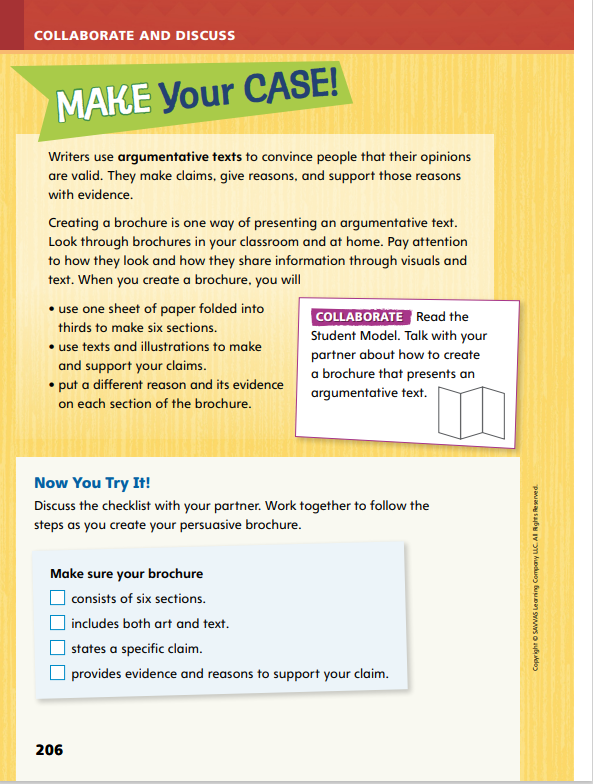 COLLABORATE AND DISCUSS
MAKE Your CASE!
Writers use argumentative texts to convince people that their opinions
are valid. They make claims, give reasons, and support those reasons
with evidence.
Creating a brochure is one way of presenting an argumentative text.
Look through brochures in your classroom and at home. Pay attention
to how they look and how they share information through visuals and
text. When you create a brochure, you will
• use one sheet of paper folded into
thirds to make six sections.
• use texts and illustrations to make
and support your claims.
• put a different reason and its evidence
on each section of the brochure.
COLLABORATE Read the
Student Model. Talk with your
partner about how to create
a brochure that presents an
argumentative text.
Now You Try It!
Discuss the checklist with your partner. Work together to follow the
steps as you create your persuasive brochure.
Make sure your brochure
consists of six sections.
includes both art and text.
states a specific claim.
provides evidence and reasons to support your claim.
Copyright © SAVVAS Learning Company LLC. All Rights Reserved.
206